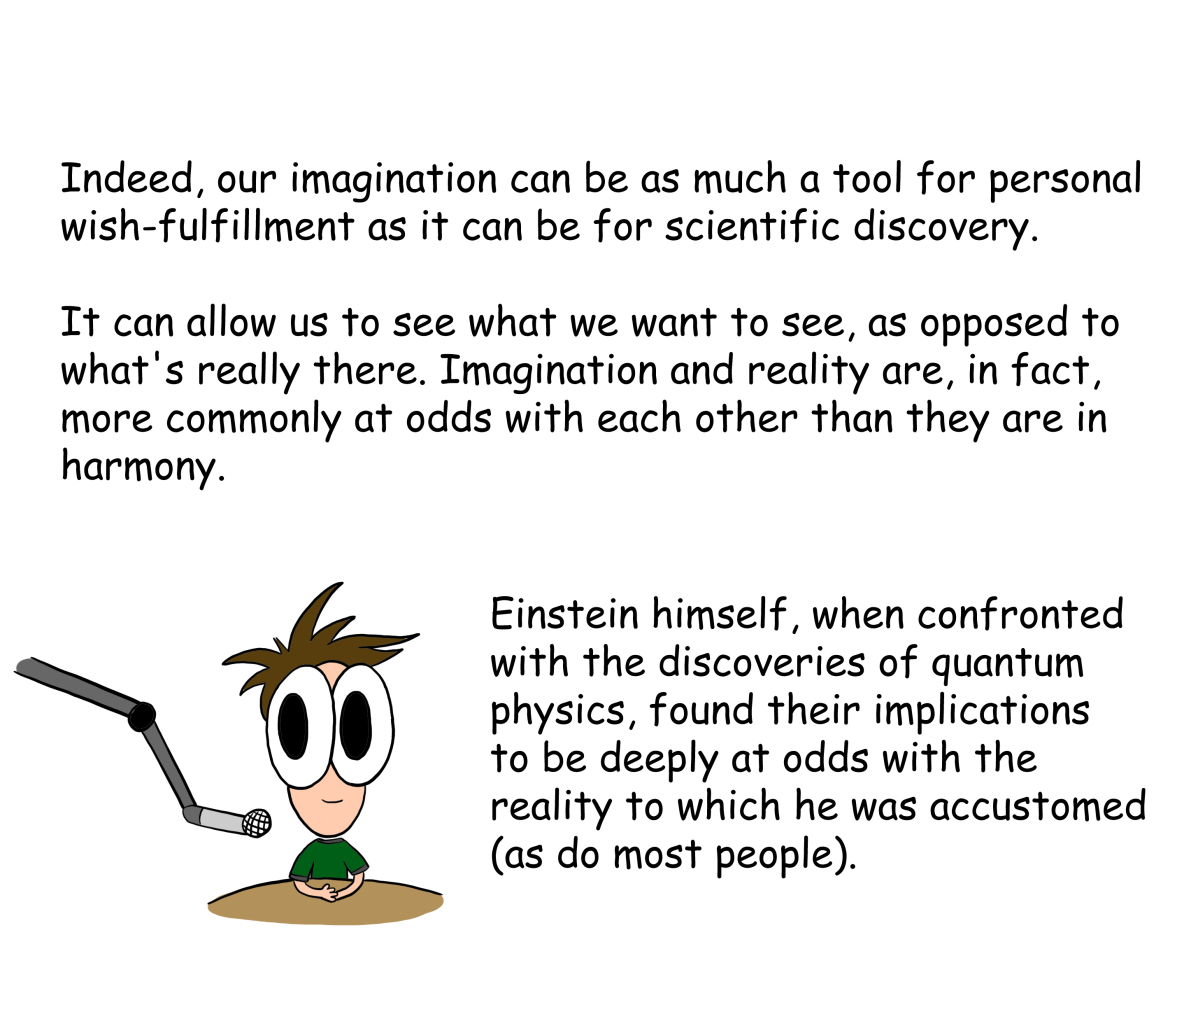 Indeed, our imagination can be as much a tool for personal
wish-fulfillment as it can be for scientific discovery.
It can allow us to see what we want to see, as opposed to
what's really there. Imagination and reality are, in fact,
more commonly at odds with each other than they are in
harmony.
Einstein himself, when confronted
with the discoveries of quantum
physics, found their implications
to be deeply at odds with the
reality to which he was accustomed
(as do most people).